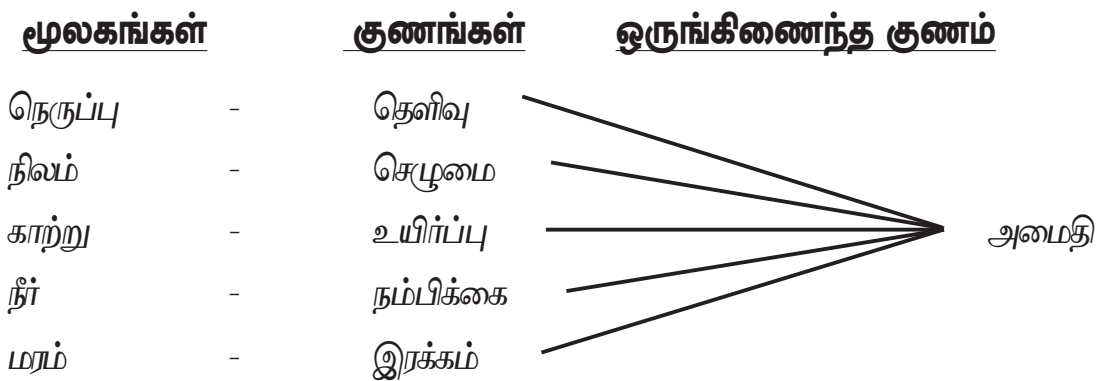 மூலகங்கள் குணங்கள் ஒருங்கிணைந்த குணம்
நெருப்பு - தெளிவு
நிலம் - செழுமை
காற்று - உயிர்ப்பு அமைதி
நீர் - நம்பிக்கை
மரம் - இரக்கம்